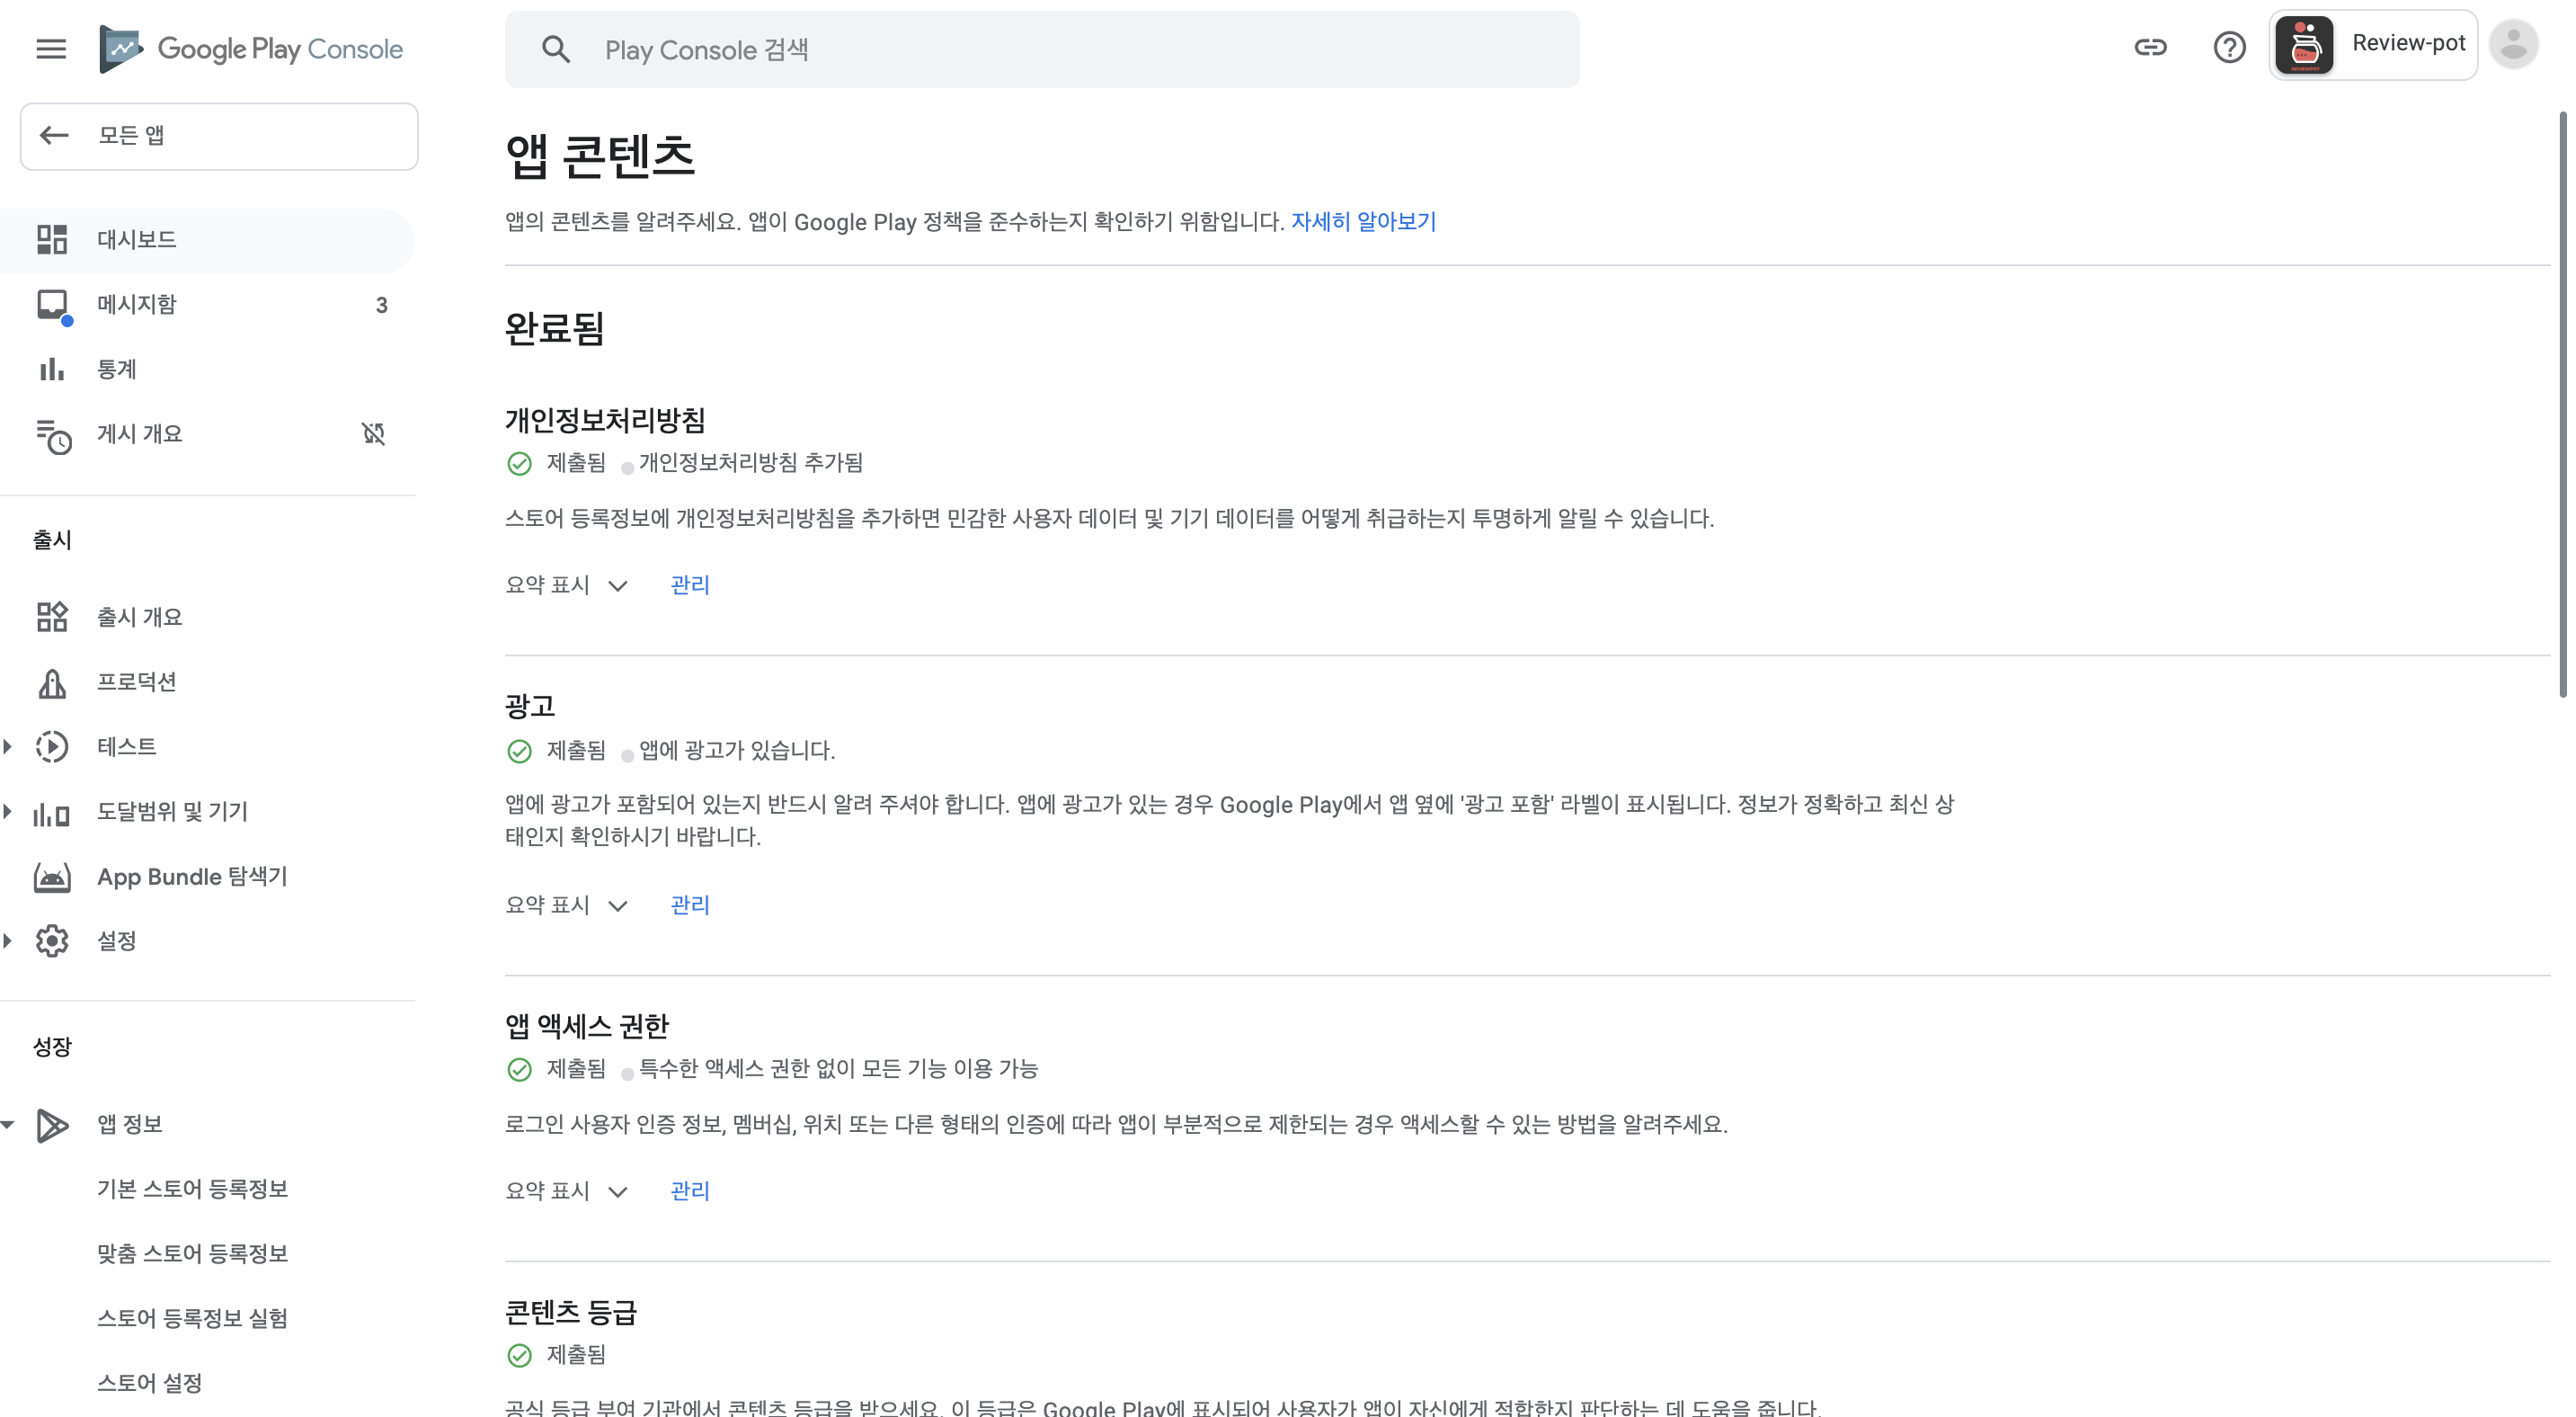 Google Play Console
Play Console 검색
Review-pot
모든 앱
대시보드
메시지함
3
통계
게시 개요
출시
출시 개요
프로덕션
테스트
도달범위 및 기기
App Bundle 탐색기
설정
성장
앱 정보
기본 스토어 등록정보
맞춤 스토어 등록정보
스토어 등록정보 실험
스토어 설정
앱 콘텐츠
앱의 콘텐츠를 알려주세요. 앱이 Google Play 정책을 준수하는지 확인하기 위함입니다. 자세히 알아보기
완료됨
개인정보처리방침
제출됨 개인정보처리방침 추가됨
스토어 등록정보에 개인정보처리방침을 추가하면 민감한 사용자 데이터 및 기기 데이터를 어떻게 취급하는지 투명하게 알릴 수 있습니다.
요약 표시 관리
광고
제출됨 앱에 광고가 있습니다.
앱에 광고가 포함되어 있는지 반드시 알려 주셔야 합니다. 앱에 광고가 있는 경우 Google Play에서 앱 옆에 '광고 포함' 라벨이 표시됩니다. 정보가 정확하고 최신 상
태인지 확인하시기 바랍니다.
요약 표시 관리
앱 액세스 권한
제출됨 특수한 액세스 권한 없이 모든 기능 이용 가능
로그인 사용자 인증 정보, 멤버십, 위치 또는 다른 형태의 인증에 따라 앱이 부분적으로 제한되는 경우 액세스할 수 있는 방법을 알려주세요.
요약 표시 관리
콘텐츠 등급
제출됨
공식 등급 부여 기관에서 콘텐츠 등급을 받으세요. 이 등급은 Google Play에 표시되어 사용자가 앱이 자신에게 적합한지 판단하는 데 도움을 줍니다.